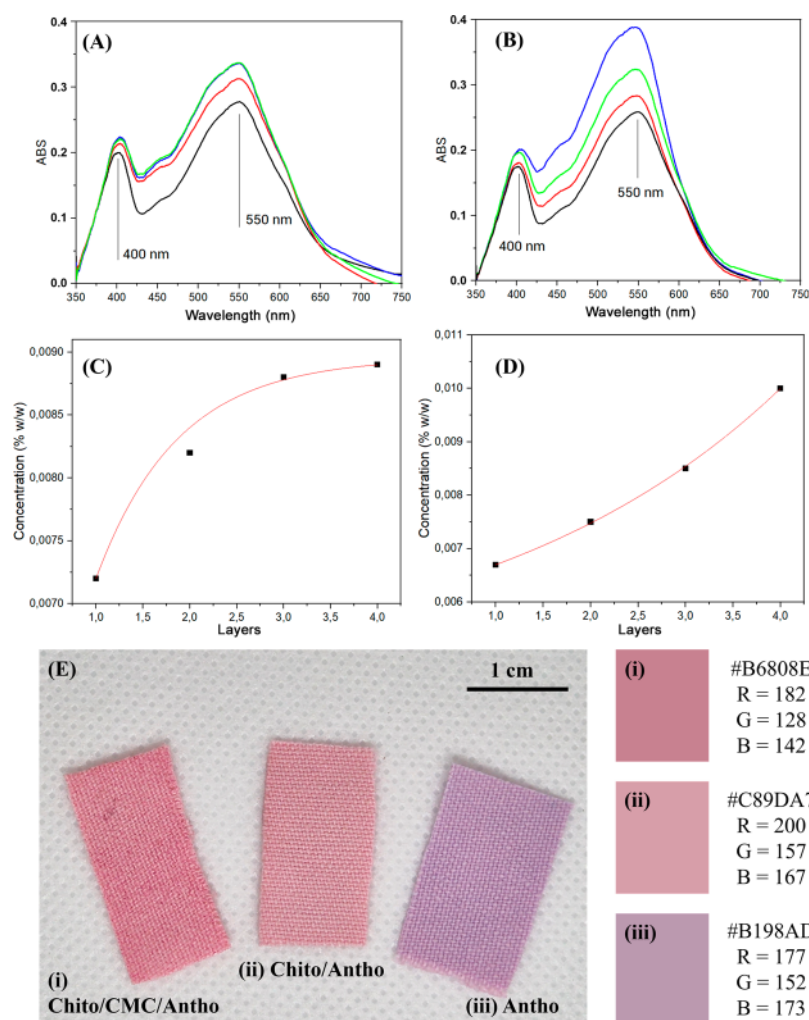 (A)
0.4
0.3
0.2
0.1
0.0
ABS
400 nm
550 nm
350 400 450 500 550 600 650 700 750
Wavelength (nm)
(B)
0.4
0.3
0.2
0.1
0.0
ABS
400 nm
550 nm
350 400 450 500 550 600 650 700 750
Wavelength (nm)
(C)
0,0090
0,0085
0,0080
0,0075
0,0070
Concentration (% w/w)
1,0 1,5 2,0 2,5 3,0 3,5 4,0
Layers
(D)
0,011
0,010
0,009
0,008
0,007
0,006
Concentration (% w/w)
1,0 1,5 2,0 2,5 3,0 3,5 4,0
Layers
(E)
1 cm
(i)
Chito/CMC/Antho
(ii) Chito/Antho
(iii) Antho
(i)
#B6808E
R = 182
G = 128
B = 142
(ii)
#C89DA7
R = 200
G = 157
B = 167
(iii)
#B198AD
R = 177
G = 152
B = 173